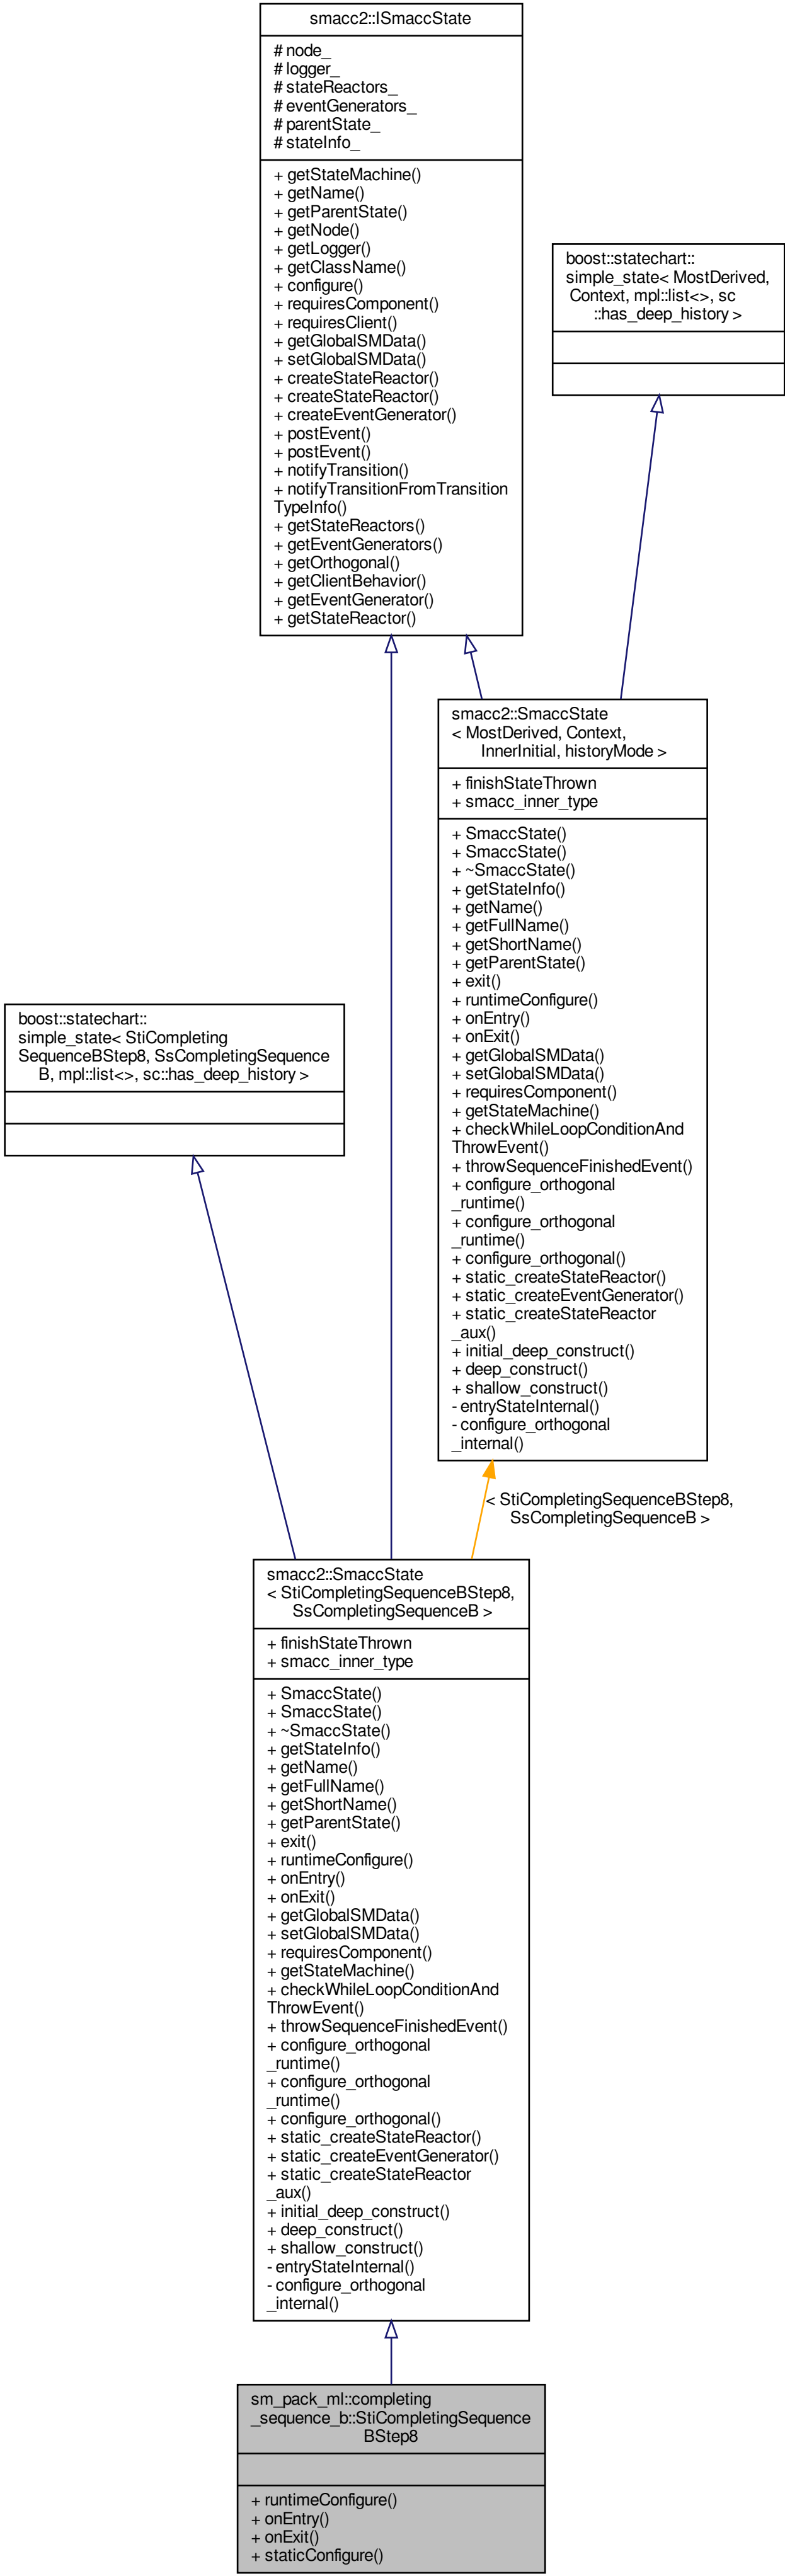 smacc2::ISmaccState
# node_
# logger_
# stateReactors_
# eventGenerators_
# parentState_
# stateInfo_
+ getStateMachine()
+ getName()
+ getParentState()
+ getNode()
+ getLogger()
+ getClassName()
+ configure()
+ requiresComponent()
+ requiresClient()
+ getGlobalSMData()
+ setGlobalSMData()
+ createStateReactor()
+ createStateReactor()
+ createEventGenerator()
+ postEvent()
+ postEvent()
+ notifyTransition()
+ notifyTransitionFromTransition
TypeInfo()
+ getStateReactors()
+ getEventGenerators()
+ getOrthogonal()
+ getClientBehavior()
+ getEventGenerator()
+ getStateReactor()
boost::statechart::
simple_state< MostDerived,
Context, mpl::list<>, sc
::has_deep_history >
smacc2::SmaccState
< MostDerived, Context,
InnerInitial, historyMode >
+ finishStateThrown
+ smacc_inner_type
+ SmaccState()
+ SmaccState()
+ ~SmaccState()
+ getStateInfo()
+ getName()
+ getFullName()
+ getShortName()
+ getParentState()
+ exit()
+ runtimeConfigure()
+ onEntry()
+ onExit()
+ getGlobalSMData()
+ setGlobalSMData()
+ requiresComponent()
+ getStateMachine()
+ checkWhileLoopConditionAnd
ThrowEvent()
+ throwSequenceFinishedEvent()
+ configure_orthogonal
_runtime()
+ configure_orthogonal
_runtime()
+ configure_orthogonal()
+ static_createStateReactor()
+ static_createEventGenerator()
+ static_createStateReactor
_aux()
+ initial_deep_construct()
+ deep_construct()
+ shallow_construct()
- entryStateInternal()
- configure_orthogonal
_internal()
boost::statechart::
simple_state< StiCompleting
SequenceBStep8, SsCompletingSequence
B, mpl::list<>, sc::has_deep_history >
< StiCompletingSequenceBStep8,
SsCompletingSequenceB >
smacc2::SmaccState
< StiCompletingSequenceBStep8,
SsCompletingSequenceB >
+ finishStateThrown
+ smacc_inner_type
+ SmaccState()
+ SmaccState()
+ ~SmaccState()
+ getStateInfo()
+ getName()
+ getFullName()
+ getShortName()
+ getParentState()
+ exit()
+ runtimeConfigure()
+ onEntry()
+ onExit()
+ getGlobalSMData()
+ setGlobalSMData()
+ requiresComponent()
+ getStateMachine()
+ checkWhileLoopConditionAnd
ThrowEvent()
+ throwSequenceFinishedEvent()
+ configure_orthogonal
_runtime()
+ configure_orthogonal
_runtime()
+ configure_orthogonal()
+ static_createStateReactor()
+ static_createEventGenerator()
+ static_createStateReactor
_aux()
+ initial_deep_construct()
+ deep_construct()
+ shallow_construct()
- entryStateInternal()
- configure_orthogonal
_internal()
sm_pack_ml::completing
_sequence_b::StiCompletingSequence
BStep8
+ runtimeConfigure()
+ onEntry()
+ onExit()
+ staticConfigure()